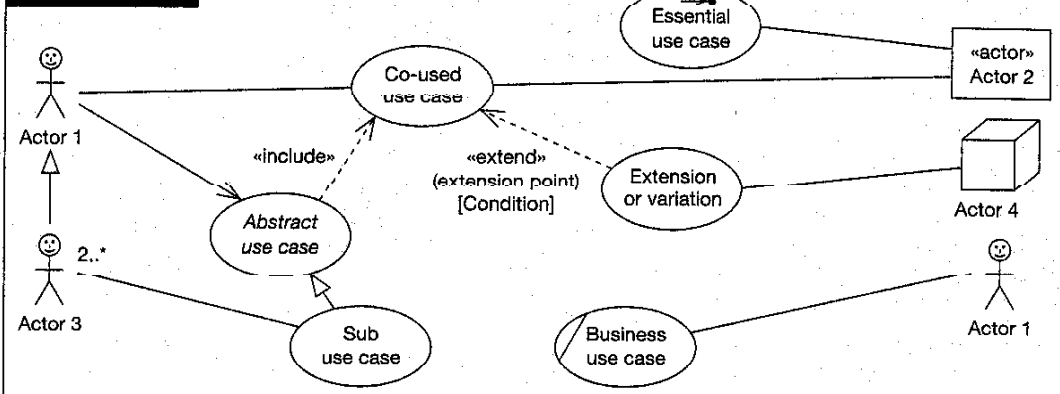 Essential
use case
«actor»
Actor 2
Co-used
use case
Actor 1
«include»
«extend»
(extension point)
[Condition]
Extension
or variation
Actor 4
Abstract
use case
2..*
Actor 3
Sub
use case
Business
use case
Actor 1